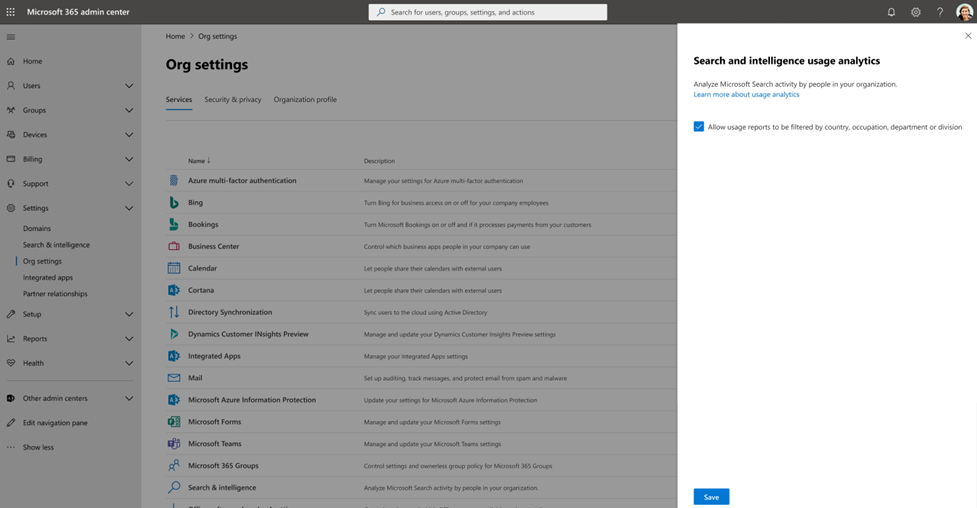 Microsoft 365 admin center
Search for users, groups, settings, and actions
Home
Users
Groups
Devices
Billing
Support
Settings
Domains
Search & intelligence
Org settings
Integrated apps
Partner relationships
Setup
Reports
Health
Other admin centers
Edit navigation pane
Show less
Home > Org settings
Org settings
Services Security & privacy Organization profile
Name ↓ Description
Azure multi-factor authentication Manage your settings for Azure multi-factor authentication
Bing Turn Bing for business access on or off for your company employees
Bookings Turn Microsoft Bookings on or off and if it processes payments from your customers
Business Center Control which business apps people in your company can use
Calendar Let people share their calendars with external users
Cortana Let people share their calendars with external users
Directory Synchronization Sync users to the cloud using Active Directory
Dynamics Customer INsights Preview Manage and update your Dynamics Customer Insights Preview settings
Integrated Apps Manage your Integrated Apps settings
Mail Set up auditing, track messages, and protect email from spam and malware
Microsoft Azure Information Protection Update your settings for Microsoft Azure Information Protection
Microsoft Forms Manage and update your Microsoft Forms settings
Microsoft Teams Manage and update your Microsoft Teams settings
Microsoft 365 Groups Control settings and ownerless group policy for Microsoft 365 Groups
Search & intelligence Analyze Microsoft Search activity by people in your organization.
Search and intelligence usage analytics
Analyze Microsoft Search activity by people in your organization.
Learn more about usage analytics
Allow usage reports to be filtered by country, occupation, department or division
Save